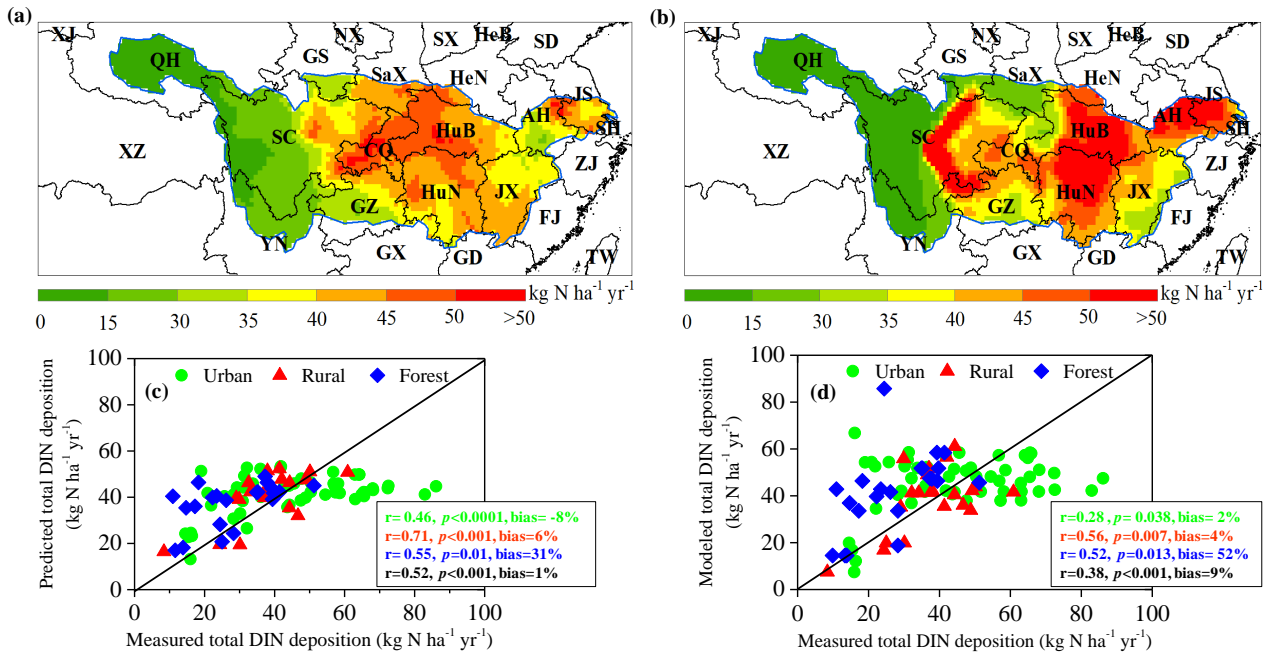 (a)
XJ
NX
SX
HeB
SD
GS
QH
SaX
HeN
JS
AH
SH
SC
HuB
CQ
XZ
ZJ
HuN
JX
GZ
FJ
YN
GX
GD
TW
kg N ha⁻¹ yr⁻¹
0 15 30 35 40 45 50 >50
(b)
XJ
NX
SX
HeB
SD
GS
QH
SaX
HeN
JS
AH
SH
SC
HuB
CQ
XZ
ZJ
HuN
JX
GZ
FJ
YN
GX
GD
TW
kg N ha⁻¹ yr⁻¹
0 15 30 35 40 45 50 >50
Predicted total DIN deposition
(kg N ha⁻¹ yr⁻¹)
100
80
60
40
20
0
Urban Rural Forest
(c)
r= 0.46, p<0.0001, bias= -8%
r=0.71, p<0.001, bias=6%
r= 0.55, p=0.01, bias=31%
r=0.52, p<0.001, bias=1%
0 20 40 60 80 100
Measured total DIN deposition (kg N ha⁻¹ yr⁻¹)
Modeled total DIN deposition
(kg N ha⁻¹ yr⁻¹)
100
80
60
40
20
0
Urban Rural Forest
(d)
r=0.28, p= 0.038, bias= 2%
r=0.56, p=0.007, bias= 4%
r=0.52, p=0.013, bias= 52%
r=0.38, p<0.001, bias=9%
0 20 40 60 80 100
Measured total DIN deposition (kg N ha⁻¹ yr⁻¹)